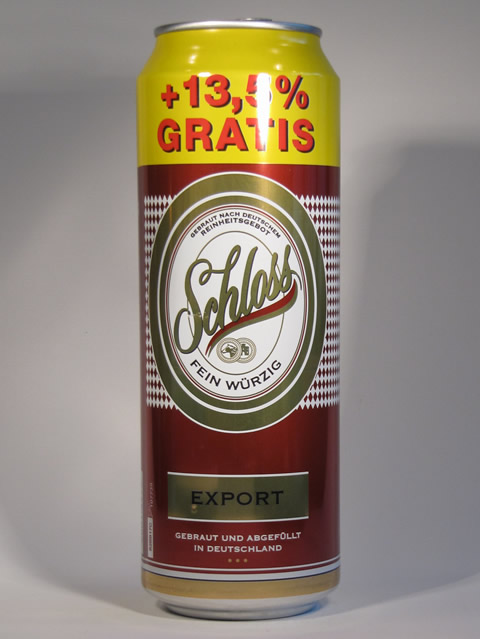 +13,5%
GRATIS
GEBRAUT NACH DEUTSCHEM
REINHEITSGEBOT
Schloss
FEIN WÜRZIG
EXPORT
GEBRAUT UND ABGEFÜLLT
IN DEUTSCHLAND